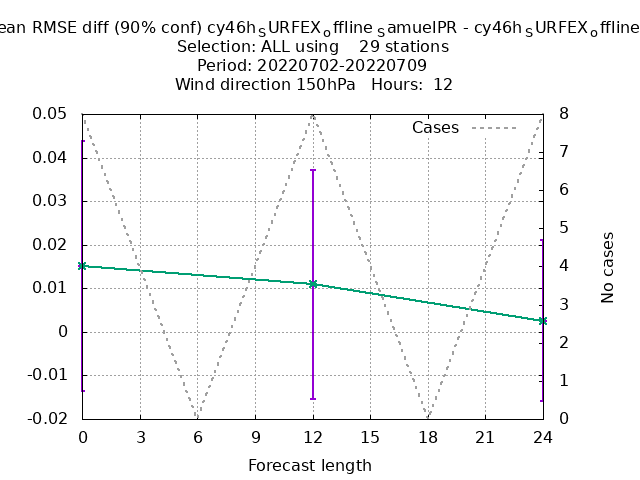 ean RMSE diff (90% conf) cy46h_SURFEX_offline_SamuelPR - cy46h_SURFEX_offline
Selection: ALL using 29 stations
Period: 20220702-20220709
Wind direction 150hPa Hours: 12
Cases
0.05
0.04
0.03
0.02
0.01
0
-0.01
-0.02
8
7
6
5
4
3
2
1
0
No cases
0 3 6 9 12 15 18 21 24
Forecast length